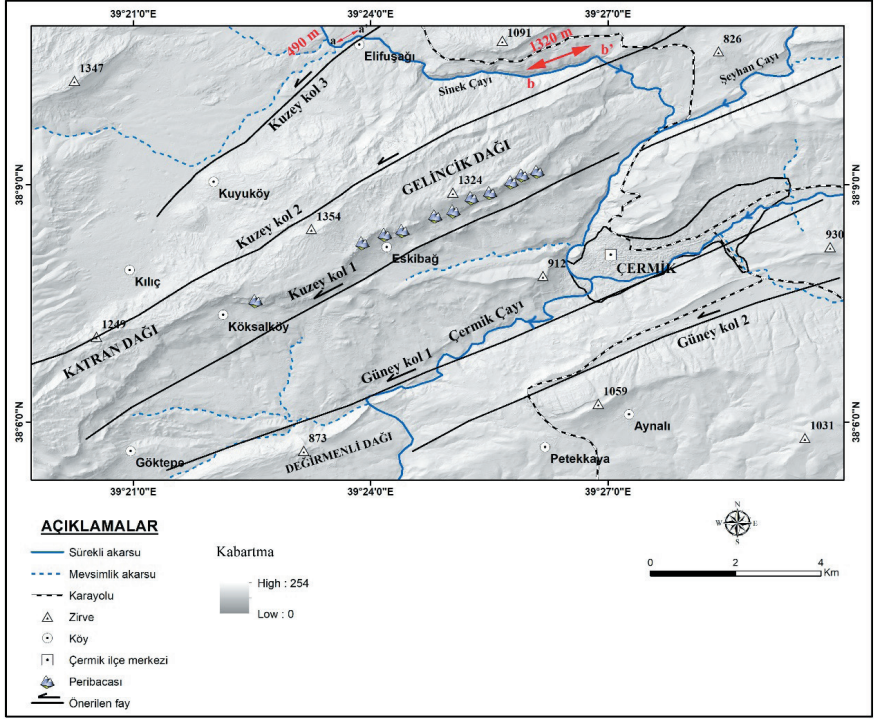 39°21'0"E
39°24'0"E
39°27'0"E
490 m
a
a'
1091
1320 m
b
b'
826
Elifuşağı
1347
Sinek Çayı
Şeyhan Çayı
Kuzey kol 3
38°9'0"N
38°9'0"N
Kuyuköy
GELİNCİK DAĞI
1324
Kuzey kol 2
1354
Eskibağ
930
912
ÇERMİK
Kılıç
Kuzey kol 1
Köksalköy
Çermik Çayı
1249
KATRAN DAĞI
Güney kol 1
Güney kol 2
1059
Aynalı
38°6'0"N
38°6'0"N
873
1031
DEĞİRMENLİ DAĞI
Göktepe
Petekkaya
39°21'0"E
39°24'0"E
39°27'0"E
AÇIKLAMALAR
Sürekli akarsu
Mevsimlik akarsu
Karayolu
Zirve
Köy
Çermik ilçe merkezi
Peribacası
Önerilen fay
Kabartma
High : 254
Low : 0
N
W
E
S
0
2
4
Km